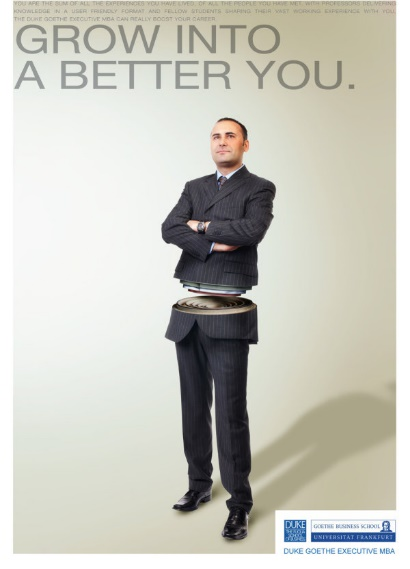 YOU ARE THE SUM OF ALL THE EXPERIENCES YOU HAVE LIVED, OF ALL THE PEOPLE YOU HAVE MET. WITH PROFESSORS DELIVERING
KNOWLEDGE IN A USER FRIENDLY FORMAT AND FELLOW STUDENTS SHARING THEIR VAST WORKING EXPERIENCE WITH YOU,
THE DUKE GOETHE EXECUTIVE MBA CAN REALLY BOOST YOUR CAREER.
GROW INTO
A BETTER YOU.
DUKE
THE FUQUA
SCHOOL
OF BUSINESS
GOETHE BUSINESS SCHOOL
UNIVERSITÄT FRANKFURT
DUKE GOETHE EXECUTIVE MBA